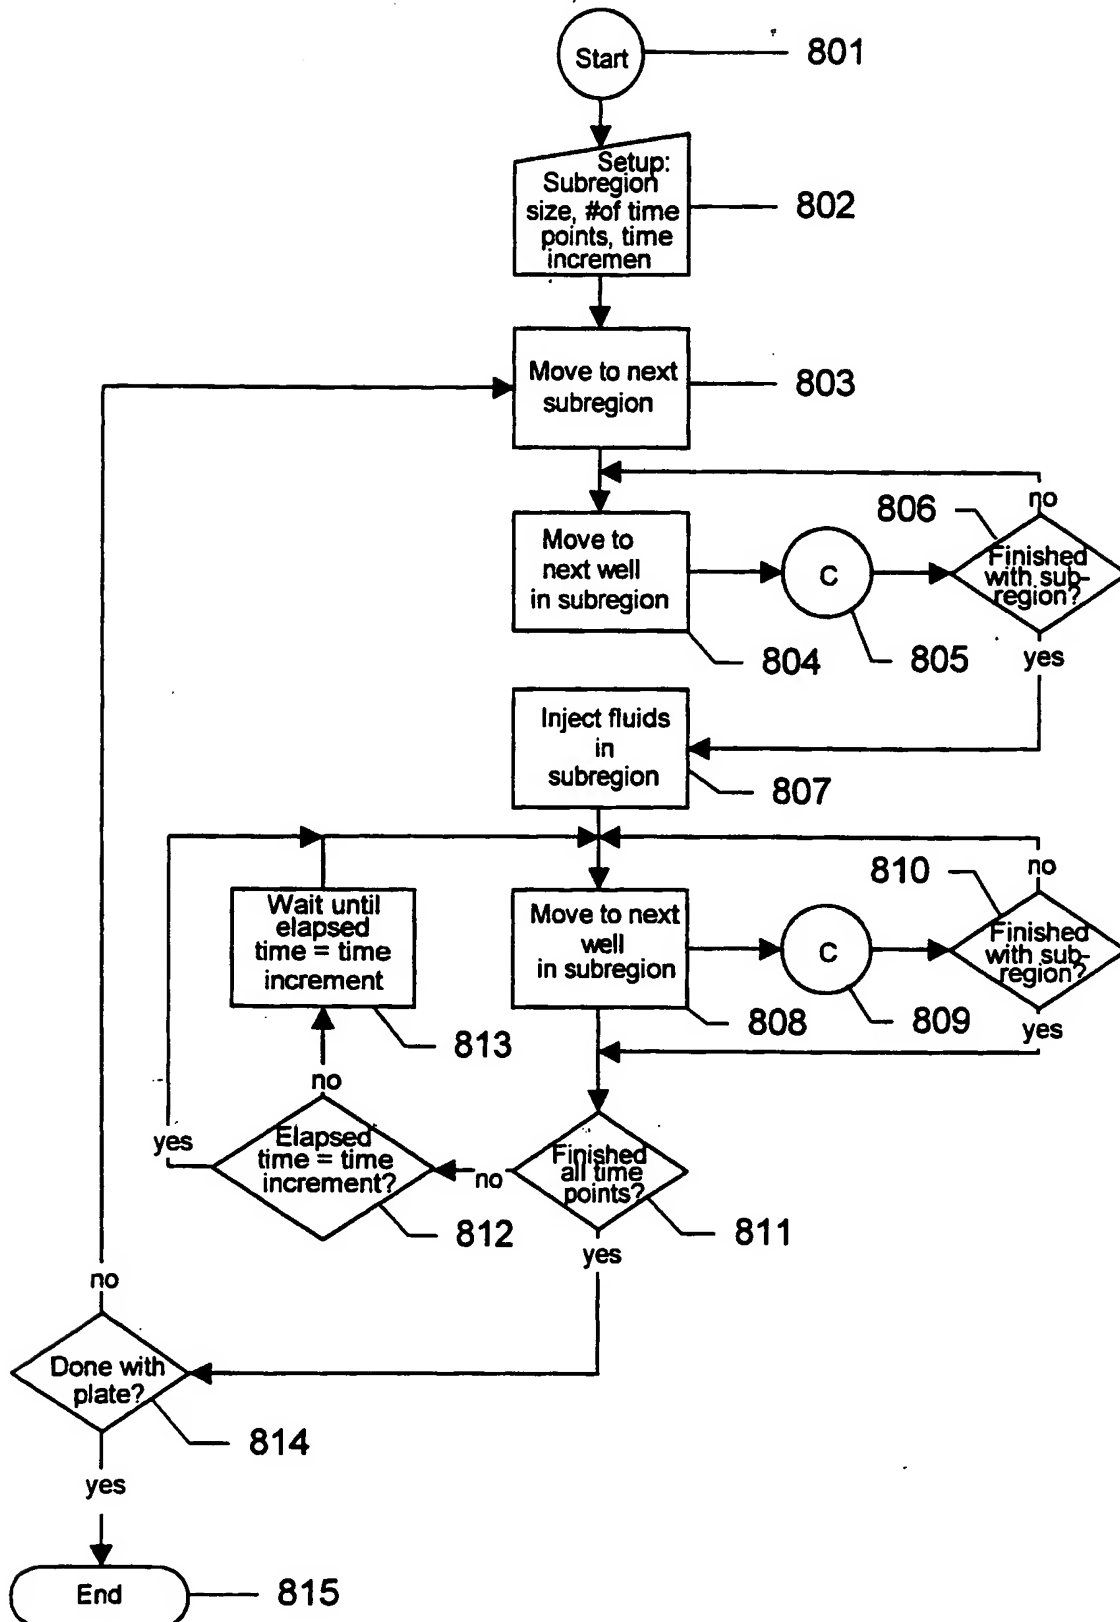 Start
801
Setup:
Subregion
size, #of time
points, time
incremen
802
Move to next
subregion
803
no
806
Move to
next well
in subregion
C
Finished
with sub-
region?
804
805
yes
Inject fluids
in
subregion
807
no
810
Wait until
elapsed
time = time
increment
Move to next
well
in subregion
C
Finished
with sub-
region?
813
808
809
yes
no
yes
Elapsed
time = time
increment?
no
Finished
all time
points?
812
811
yes
no
Done with
plate?
814
yes
End
815